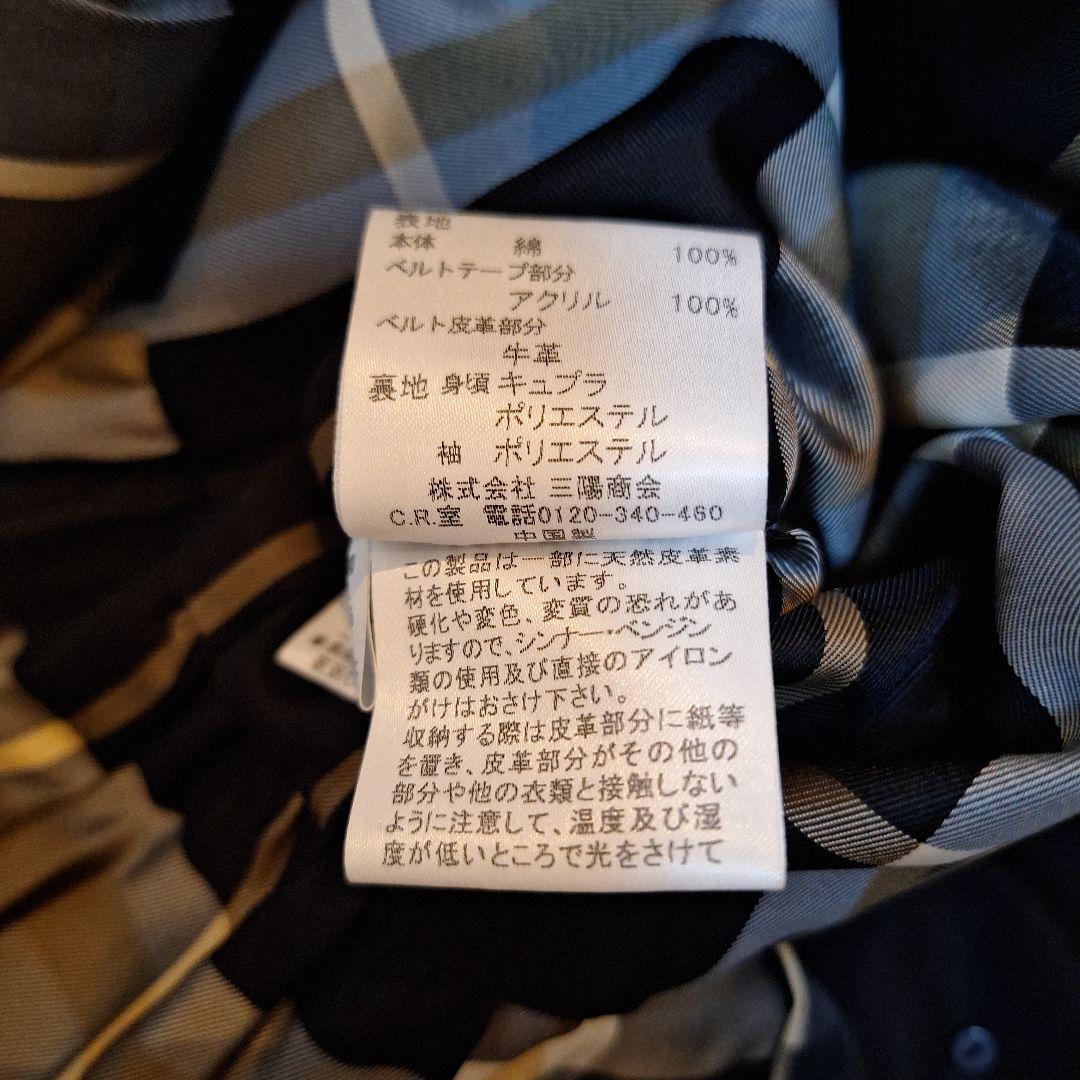 表地
本体 綿 100%
ベルトテープ部分
アクリル 100%
ベルト皮革部分
牛革
裏地 身頃 キュプラ
ポリエステル
袖 ポリエステル
株式会社 三陽商会
C.R.室 電話0120-340-460
中国製
この製品は一部に天然皮革素
材を使用しています。
硬化や変色、変質の恐れがあ
りますので、シンナー・ベンジン
類の使用及び直接のアイロン
がけはおさけ下さい。
収納する際は皮革部分に紙等
を置き、皮革部分がその他の
部分や他の衣類と接触しない
ように注意して、温度及び湿
度が低いところで光をさけて